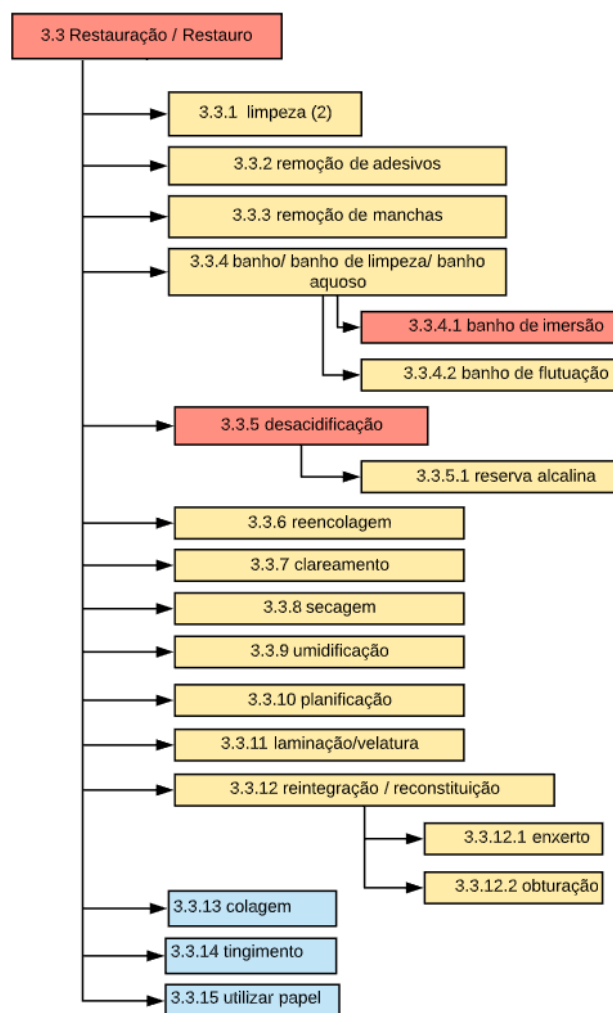 3.3 Restauração / Restauro
3.3.1 limpeza (2)
3.3.2 remoção de adesivos
3.3.3 remoção de manchas
3.3.4 banho/ banho de limpeza/ banho
aquoso
3.3.4.1 banho de imersão
3.3.4.2 banho de flutuação
3.3.5 desacidificação
3.3.5.1 reserva alcalina
3.3.6 reencolagem
3.3.7 clareamento
3.3.8 secagem
3.3.9 umidificação
3.3.10 planificação
3.3.11 laminação/velatura
3.3.12 reintegração / reconstituição
3.3.12.1 enxerto
3.3.12.2 obturação
3.3.13 colagem
3.3.14 tingimento
3.3.15 utilizar papel